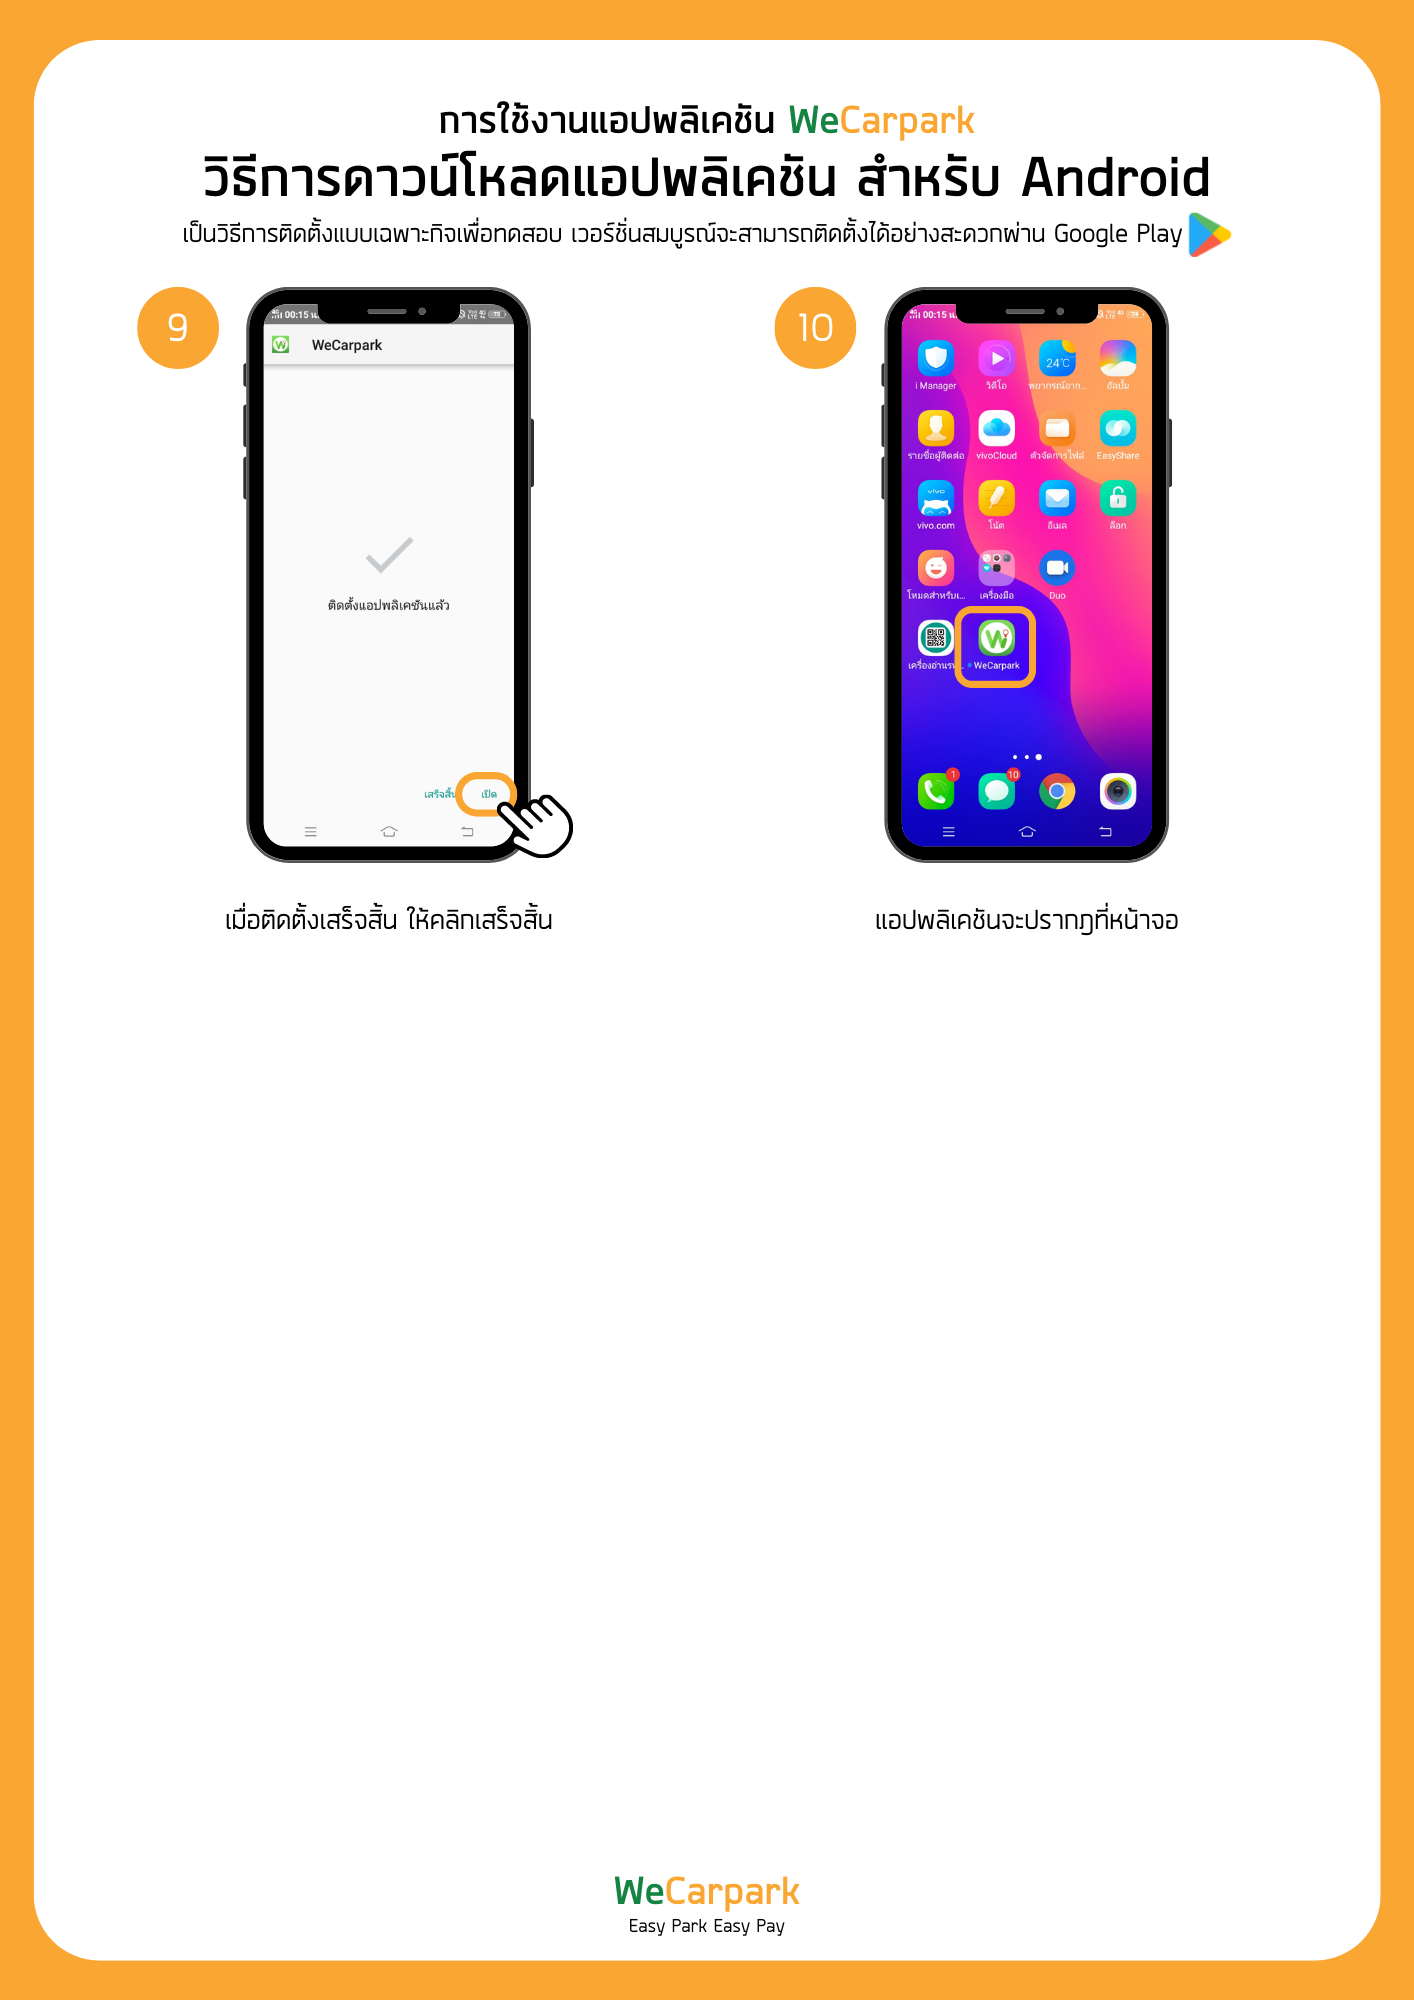 การใช้งานแอปพลิเคชัน WeCarpark
วิธีการดาวน์โหลดแอปพลิเคชัน สำหรับ Android
เป็นวิธีการติดตั้งแบบเฉพาะกิจเพื่อทดสอบ เวอร์ชั่นสมบูรณ์จะสามารถติดตั้งได้อย่างสะดวกผ่าน Google Play
9
00:15 น.
WeCarpark
ติดตั้งแอปพลิเคชันแล้ว
เสร็จสิ้น เปิด
เมื่อติดตั้งเสร็จสิ้น ให้คลิกเสร็จสิ้น
10
00:15 น.
24°C
i Manager วิดีโอ พยากรณ์อาก... อัลบั้ม
รายชื่อผู้ติดต่อ vivoCloud ตัวจัดการไฟล์ EasyShare
vivo
vivo.com โน้ต อีเมล ล็อก
โหมดสำหรับเ... เครื่องมือ Duo
เครื่องอ่านรห... WeCarpark
1 10
แอปพลิเคชันจะปรากฏที่หน้าจอ
WeCarpark
Easy Park Easy Pay